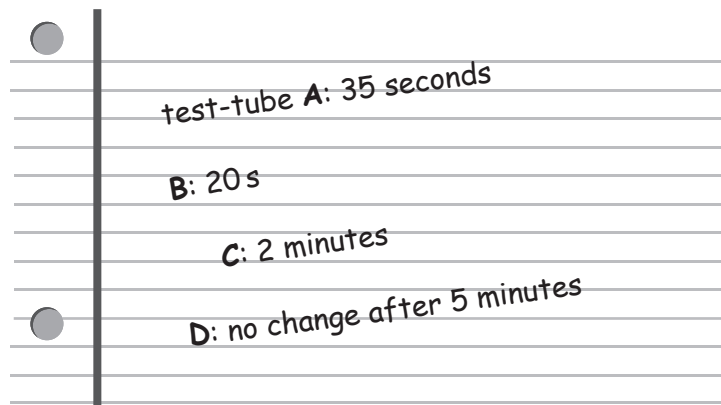 test-tube A: 35 seconds
B: 20 s
C: 2 minutes
D: no change after 5 minutes